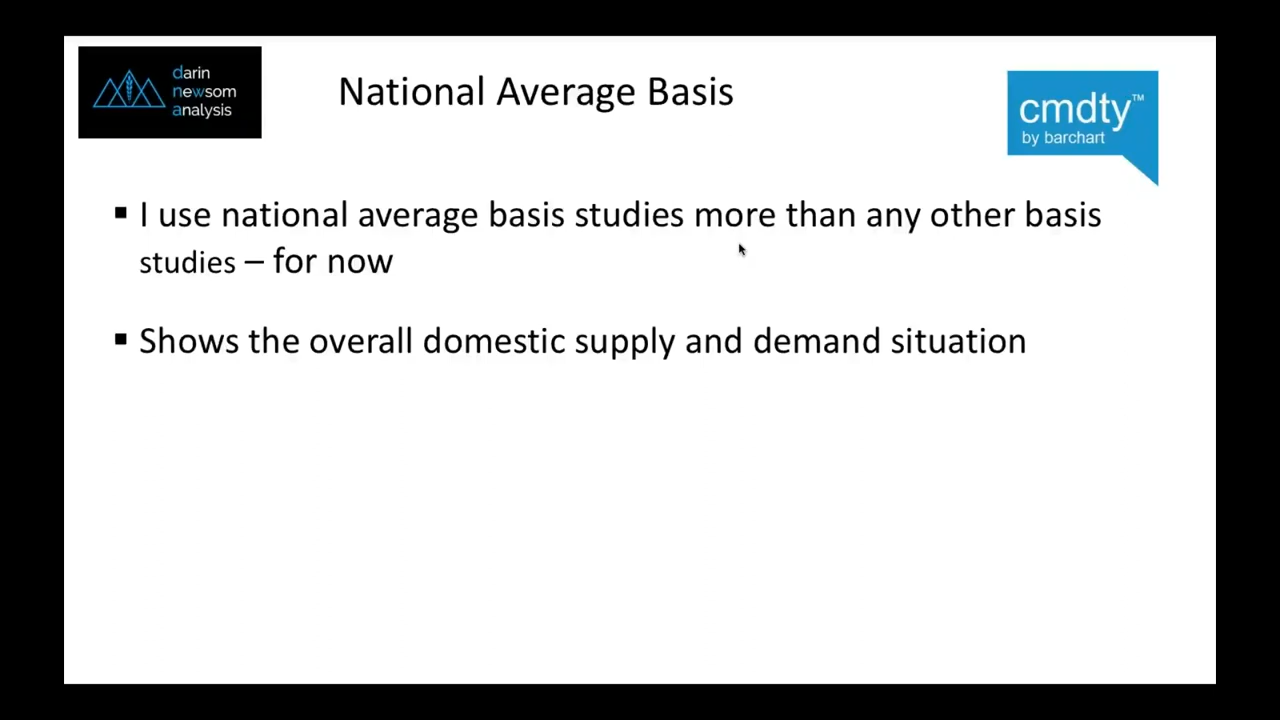 darin
newsom
analysis
National Average Basis
cmdty™
by barchart
▪ I use national average basis studies more than any other basis
studies – for now
▪ Shows the overall domestic supply and demand situation